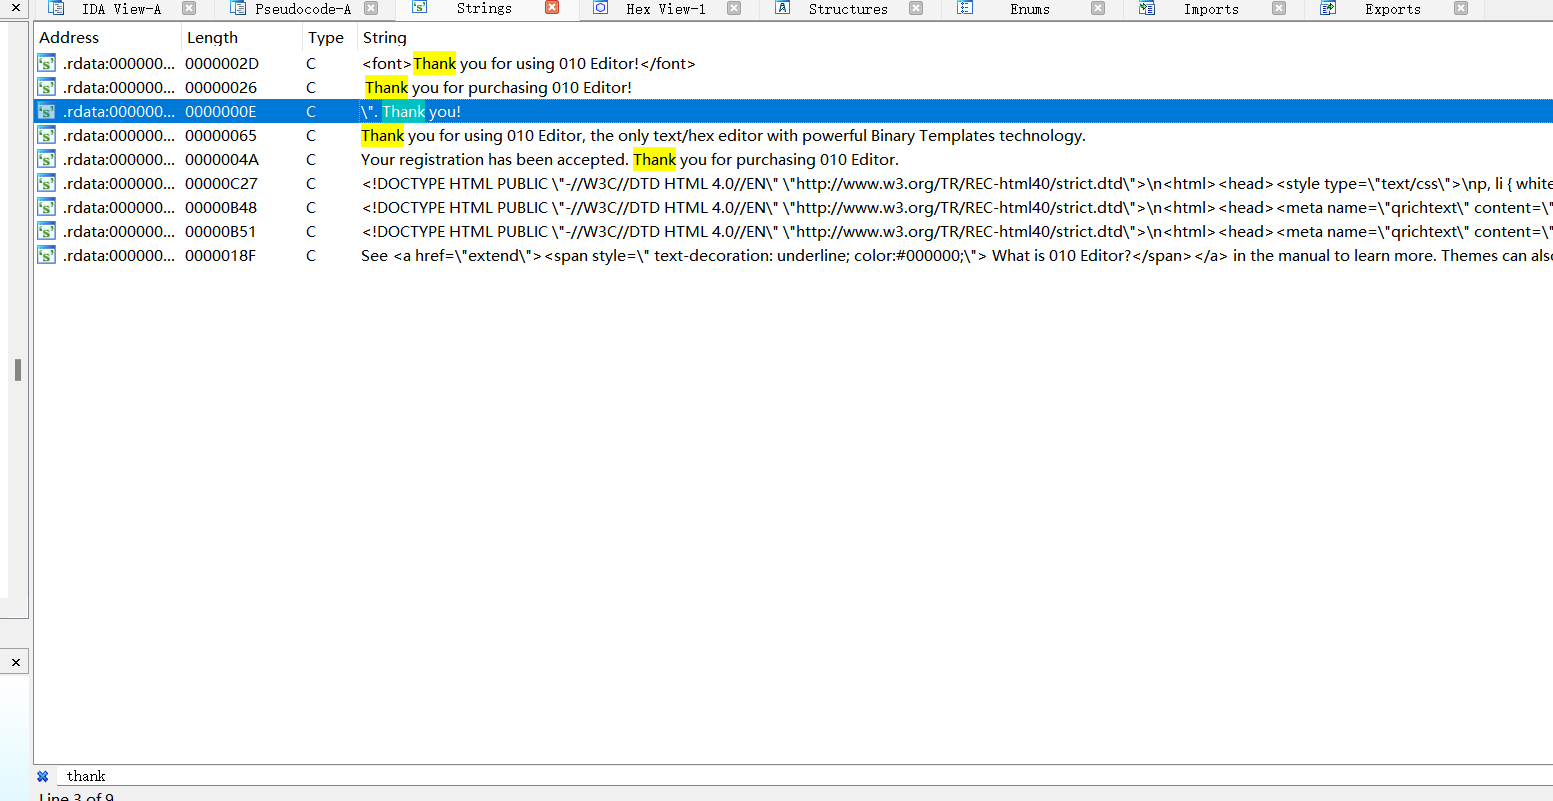 IDA View-A Pseudocode-A Strings Hex View-1 Structures Enums Imports Exports
Address Length Type String
.rdata:000000... 0000002D C <font>Thank you for using 010 Editor!</font>
.rdata:000000... 00000026 C Thank you for purchasing 010 Editor!
.rdata:000000... 0000000E C \". Thank you!
.rdata:000000... 00000065 C Thank you for using 010 Editor, the only text/hex editor with powerful Binary Templates technology.
.rdata:000000... 0000004A C Your registration has been accepted. Thank you for purchasing 010 Editor.
.rdata:000000... 00000C27 C <!DOCTYPE HTML PUBLIC \"-//W3C//DTD HTML 4.0//EN\" \"http://www.w3.org/TR/REC-html40/strict.dtd\">\n<html><head><style type=\"text/css\">\np, li { white
.rdata:000000... 00000B48 C <!DOCTYPE HTML PUBLIC \"-//W3C//DTD HTML 4.0//EN\" \"http://www.w3.org/TR/REC-html40/strict.dtd\">\n<html><head><meta name=\"qrichtext\" content=\"
.rdata:000000... 00000B51 C <!DOCTYPE HTML PUBLIC \"-//W3C//DTD HTML 4.0//EN\" \"http://www.w3.org/TR/REC-html40/strict.dtd\">\n<html><head><meta name=\"qrichtext\" content=\"
.rdata:000000... 0000018F C See <a href=\"extend\"><span style=\" text-decoration: underline; color:#000000;\"> What is 010 Editor?</span></a> in the manual to learn more. Themes can also
thank
Line 3 of 9